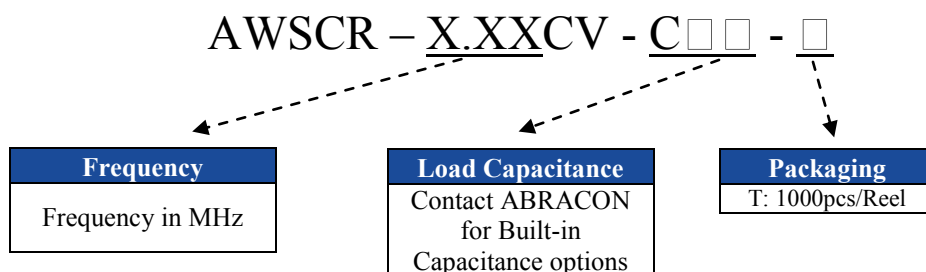 AWSCR – X.XXCV - C□□ - □
Frequency
Frequency in MHz
Load Capacitance
Contact ABRACON
for Built-in
Capacitance options
Packaging
T: 1000pcs/Reel